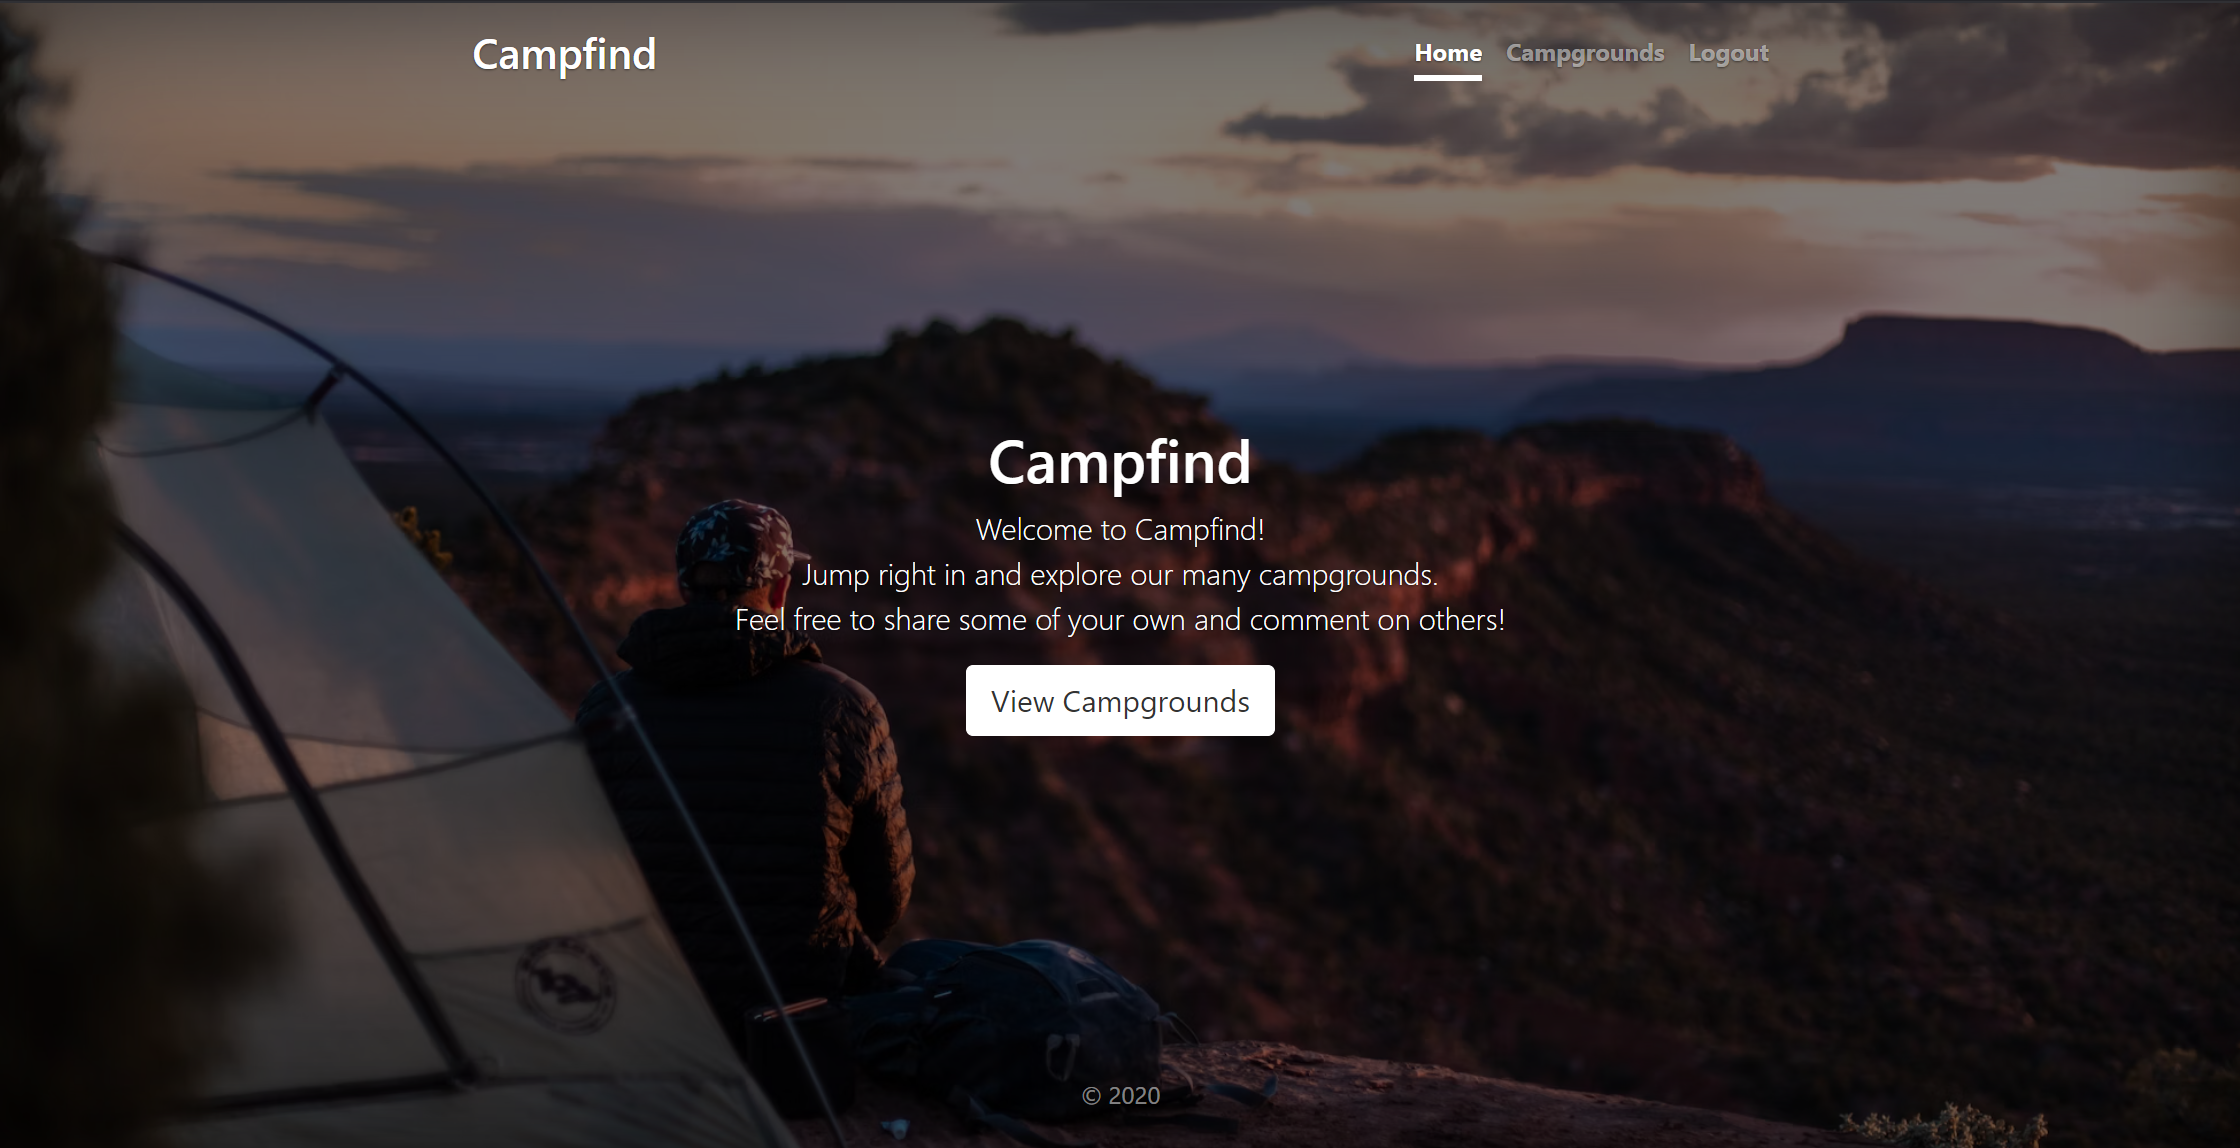 Campfind
Home Campgrounds Logout
Campfind
Welcome to Campfind!
Jump right in and explore our many campgrounds.
Feel free to share some of your own and comment on others!
View Campgrounds
© 2020